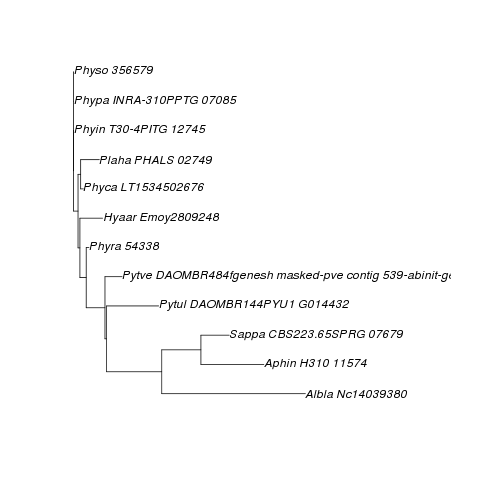 Physo 356579
Phypa INRA-310PPTG 07085
Phyin T30-4PITG 12745
Plaha PHALS 02749
Phyca LT1534502676
Hyaar Emoy2809248
Phyra 54338
Pytve DAOMBR484fgenesh masked-pve contig 539-abinit-ge
Pytul DAOMBR144PYU1 G014432
Sappa CBS223.65SPRG 07679
Aphin H310 11574
Albla Nc14039380